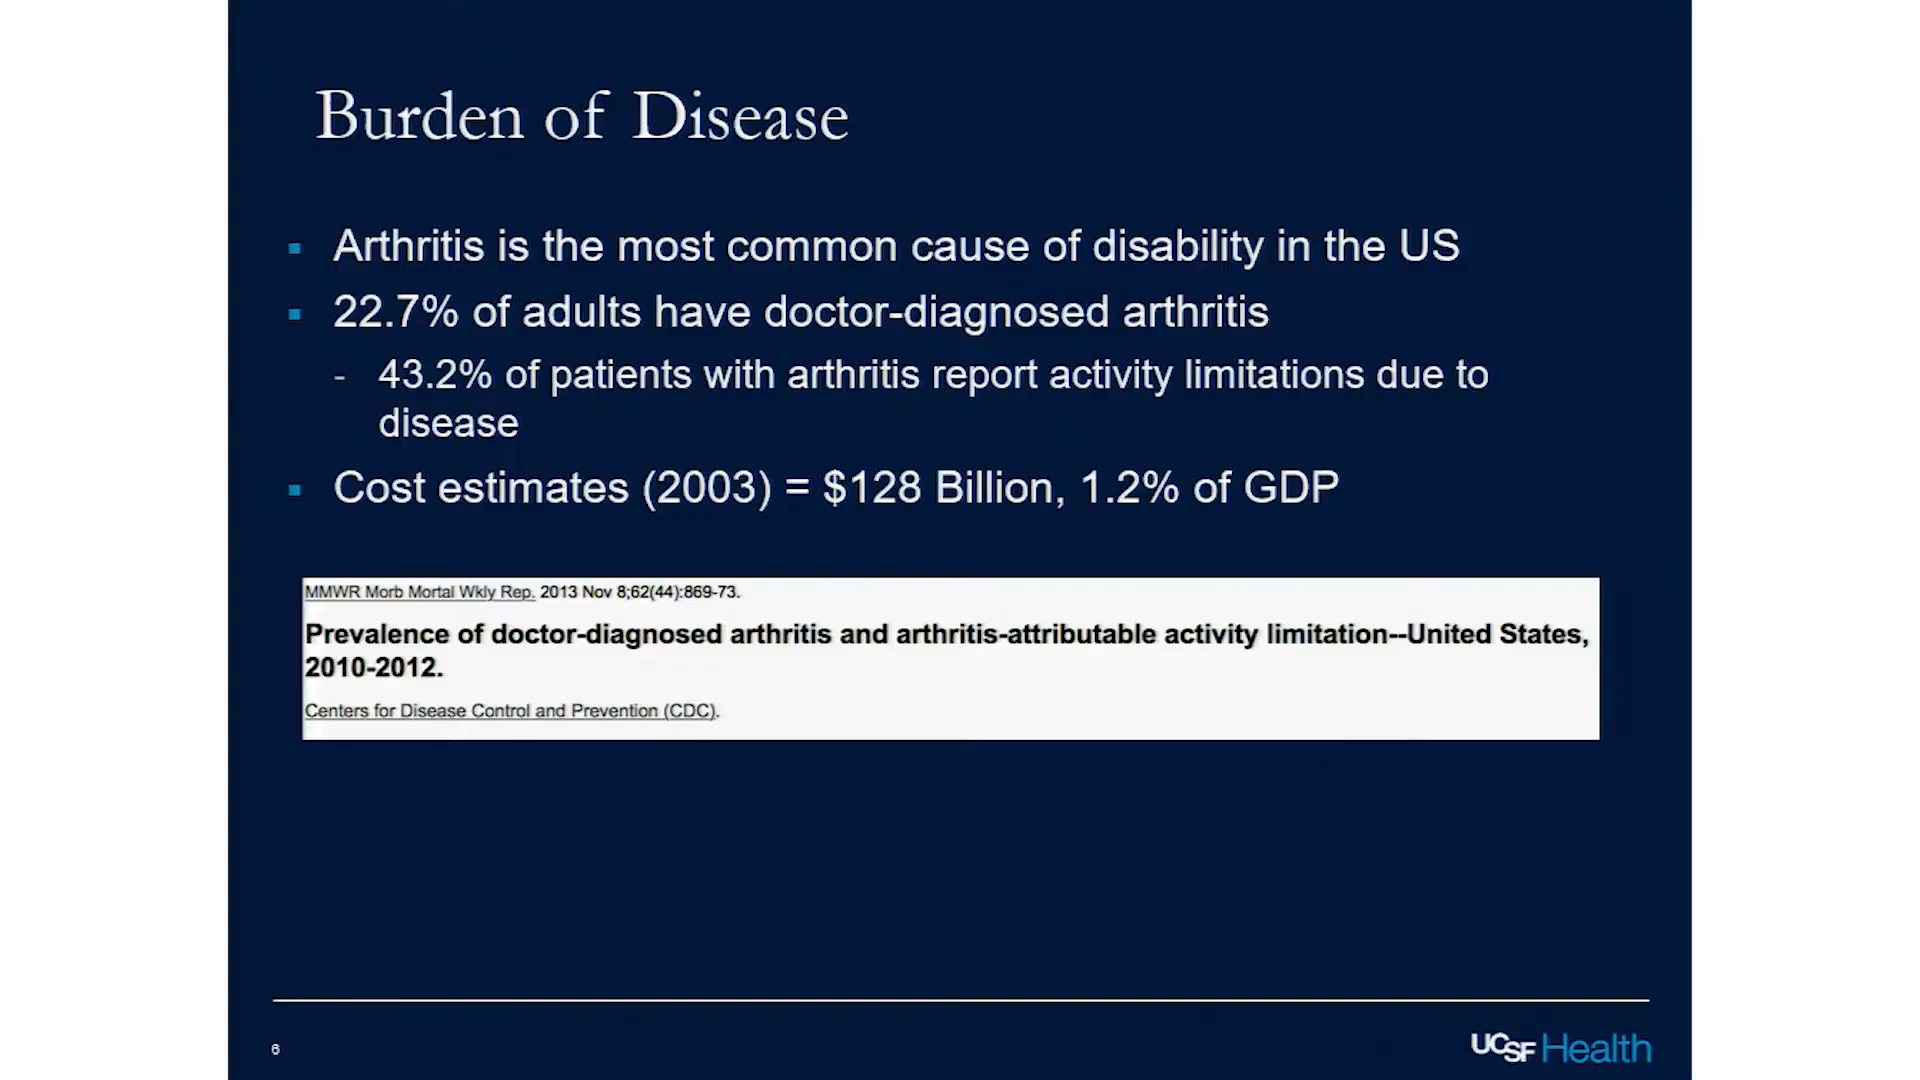 Burden of Disease
Arthritis is the most common cause of disability in the US
22.7% of adults have doctor-diagnosed arthritis
- 43.2% of patients with arthritis report activity limitations due to
disease
Cost estimates (2003) = $128 Billion, 1.2% of GDP
MMWR Morb Mortal Wkly Rep. 2013 Nov 8;62(44):869-73.
Prevalence of doctor-diagnosed arthritis and arthritis-attributable activity limitation--United States,
2010-2012.
Centers for Disease Control and Prevention (CDC).
6
UCSF Health